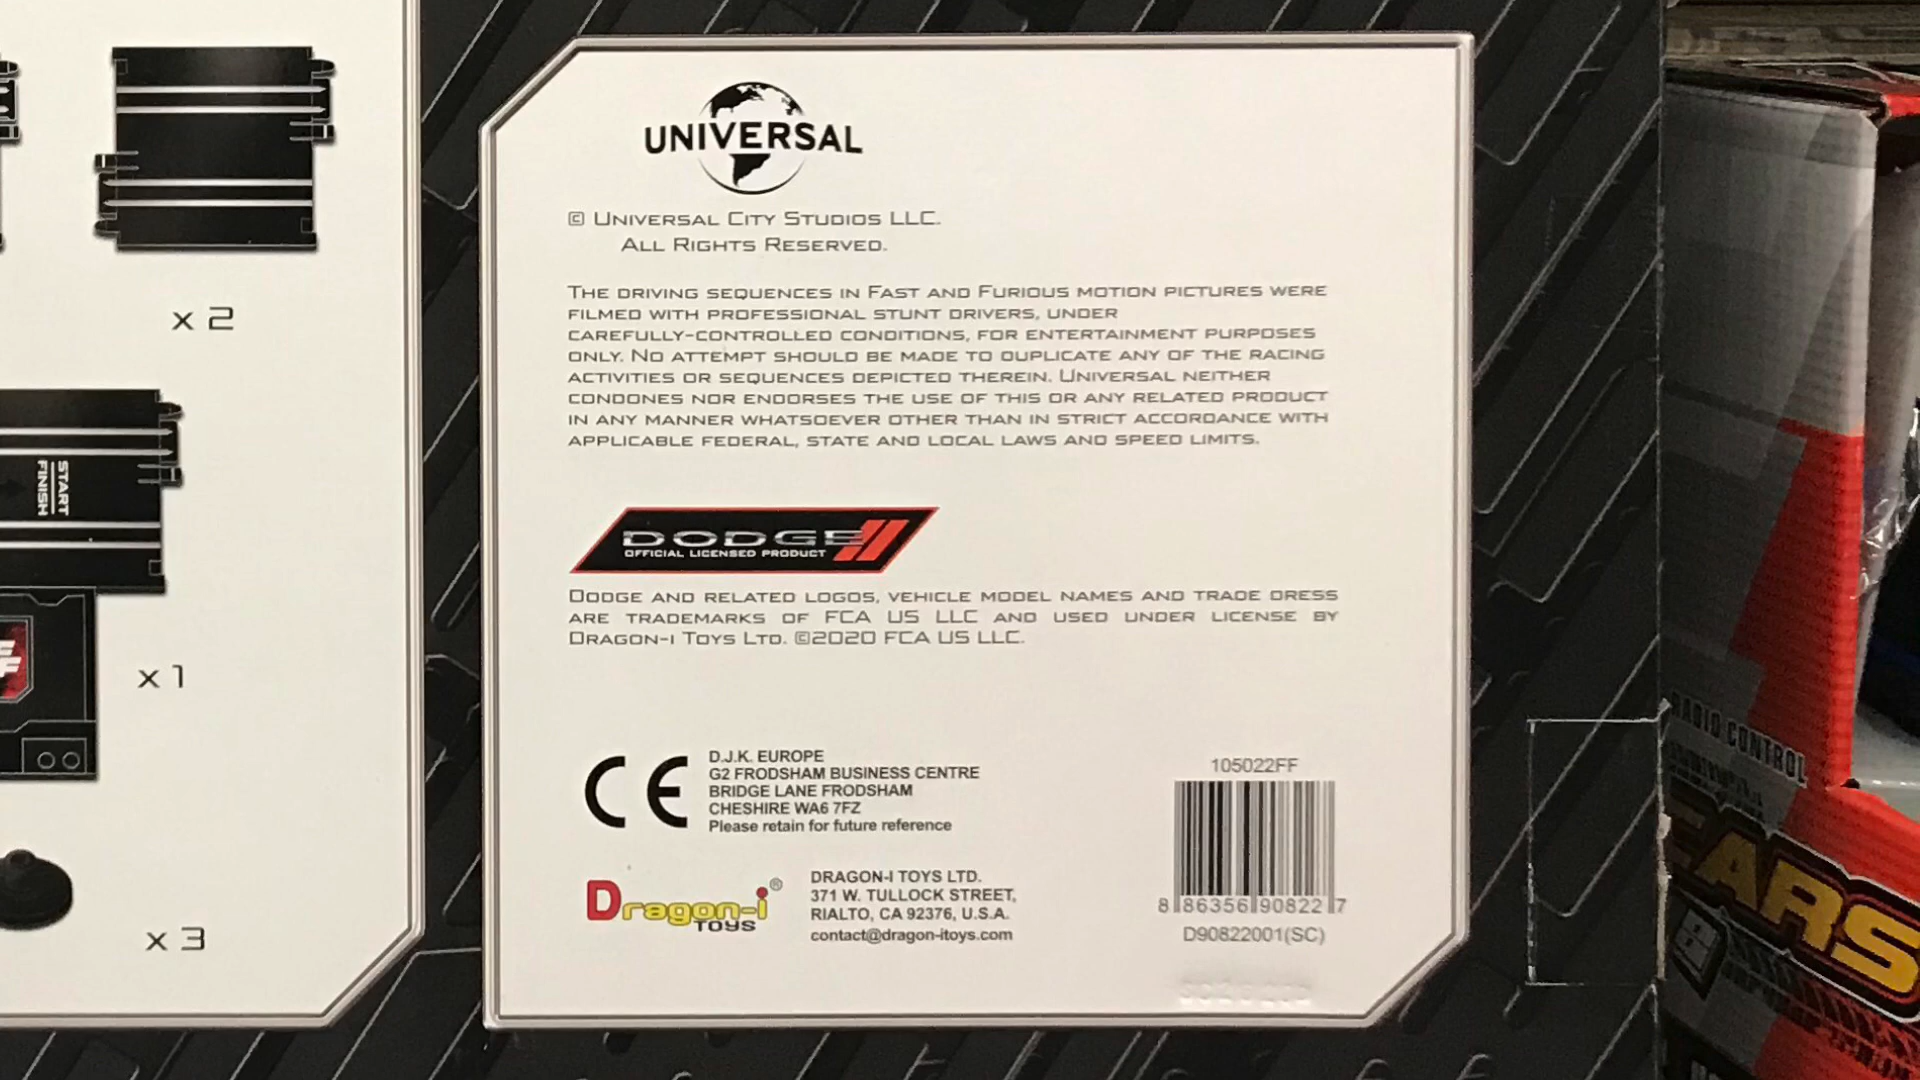 x 2
START
FINISH
x 1
x 3
UNIVERSAL
© UNIVERSAL CITY STUDIOS LLC.
ALL RIGHTS RESERVED.
THE DRIVING SEQUENCES IN FAST AND FURIOUS MOTION PICTURES WERE
FILMED WITH PROFESSIONAL STUNT DRIVERS, UNDER
CAREFULLY-CONTROLLED CONDITIONS, FOR ENTERTAINMENT PURPOSES
ONLY. NO ATTEMPT SHOULD BE MADE TO DUPLICATE ANY OF THE RACING
ACTIVITIES OR SEQUENCES DEPICTED THEREIN. UNIVERSAL NEITHER
CONDONES NOR ENDORSES THE USE OF THIS OR ANY RELATED PRODUCT
IN ANY MANNER WHATSOEVER OTHER THAN IN STRICT ACCORDANCE WITH
APPLICABLE FEDERAL, STATE AND LOCAL LAWS AND SPEED LIMITS.
DODGE
OFFICIAL LICENSED PRODUCT
DODGE AND RELATED LOGOS, VEHICLE MODEL NAMES AND TRADE DRESS
ARE TRADEMARKS OF FCA US LLC AND USED UNDER LICENSE BY
DRAGON-I TOYS LTD. ©2020 FCA US LLC.
CE
D.J.K. EUROPE
G2 FRODSHAM BUSINESS CENTRE
BRIDGE LANE FRODSHAM
CHESHIRE WA6 7FZ
Please retain for future reference
Dragon-i®
TOYS
DRAGON-I TOYS LTD.
371 W. TULLOCK STREET,
RIALTO, CA 92376, U.S.A.
contact@dragon-itoys.com
105022FF
8 86356 90822 7
D90822001(SC)
RADIO CONTROL
EARS